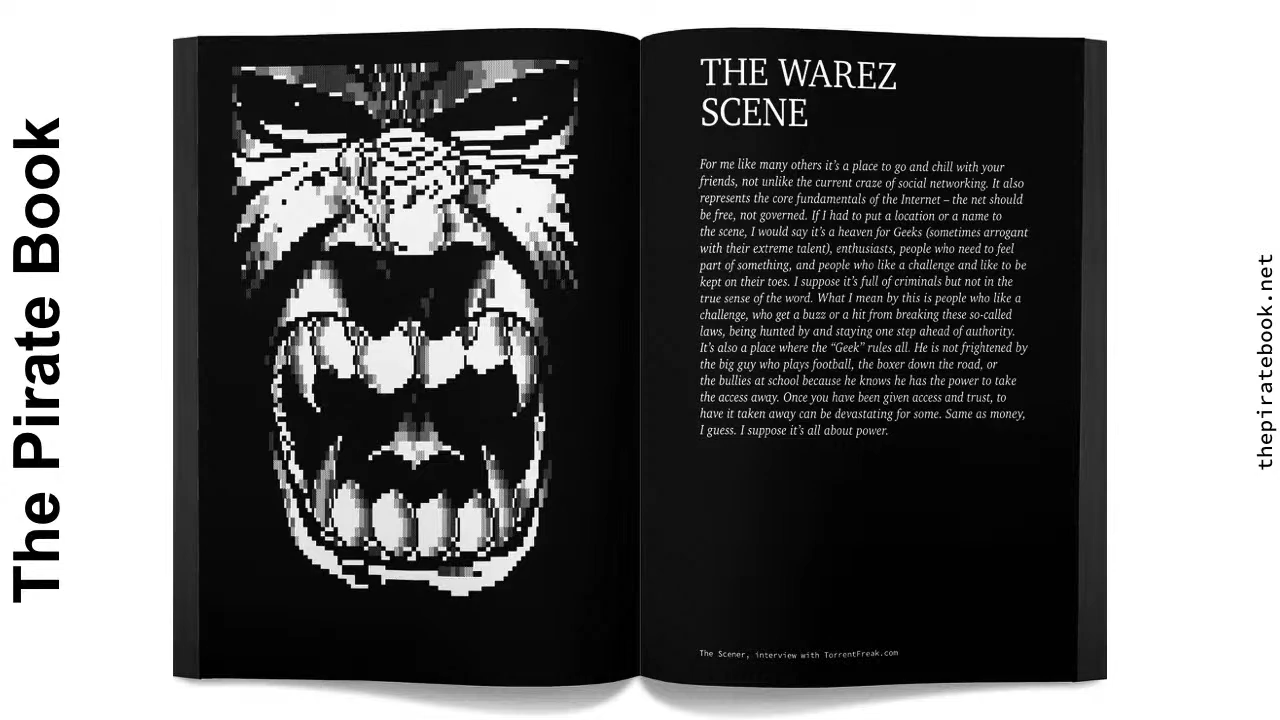 The Pirate Book
THE WAREZ
SCENE
For me like many others it’s a place to go and chill with your
friends, not unlike the current craze of social networking. It also
represents the core fundamentals of the Internet – the net should
be free, not governed. If I had to put a location or a name to
the scene, I would say it’s a heaven for Geeks (sometimes arrogant
with their extreme talent), enthusiasts, people who need to feel
part of something, and people who like a challenge and like to be
kept on their toes. I suppose it’s full of criminals but not in the
true sense of the word. What I mean by this is people who like a
challenge, who get a buzz or a hit from breaking these so-called
laws, being hunted by and staying one step ahead of authority.
It’s also a place where the “Geek” rules all. He is not frightened by
the big guy who plays football, the boxer down the road, or
the bullies at school because he knows he has the power to take
the access away. Once you have been given access and trust, to
have it taken away can be devastating for some. Same as money,
I guess. I suppose it’s all about power.
The Scener, interview with TorrentFreak.com
thepiratebook.net